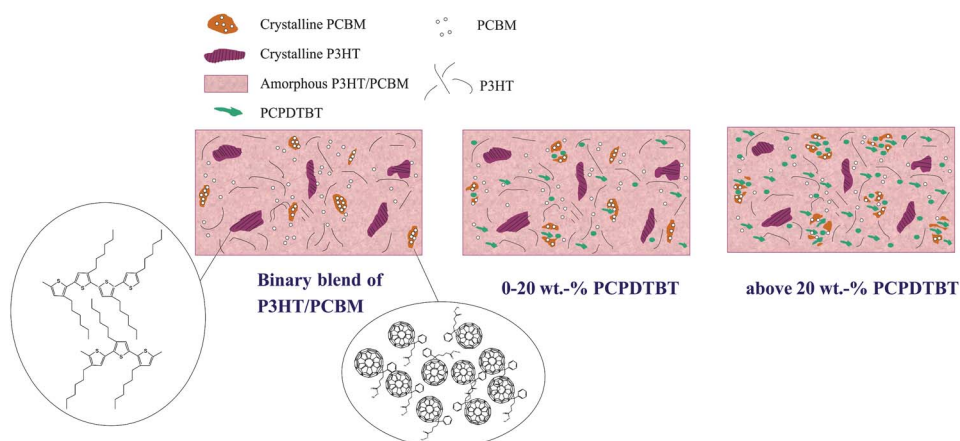 Crystalline PCBM
PCBM
Crystalline P3HT
Amorphous P3HT/PCBM
P3HT
PCPDTBT
Binary blend of
P3HT/PCBM
0-20 wt.-% PCPDTBT
above 20 wt.-% PCPDTBT